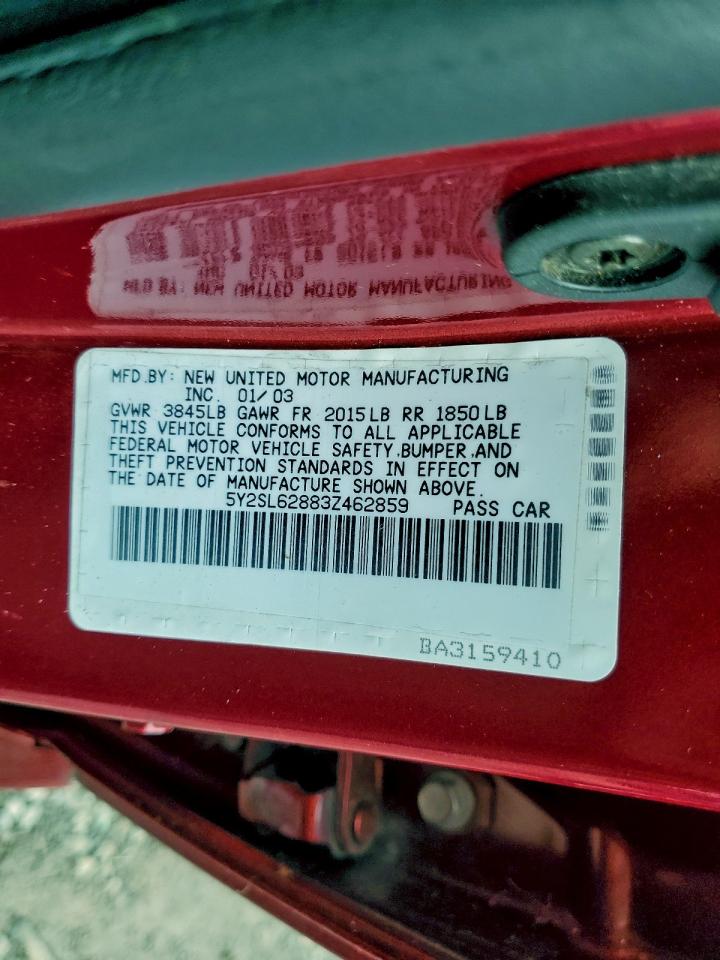 MFD.BY: NEW UNITED MOTOR MANUFACTURING
INC. 01/03
GVWR 3845LB GAWR FR 2015LB RR 1850LB
THIS VEHICLE CONFORMS TO ALL APPLICABLE
FEDERAL MOTOR VEHICLE SAFETY,BUMPER,AND
THEFT PREVENTION STANDARDS IN EFFECT ON
THE DATE OF MANUFACTURE SHOWN ABOVE.
5Y2SL62883Z462859 PASS CAR
BA3159410